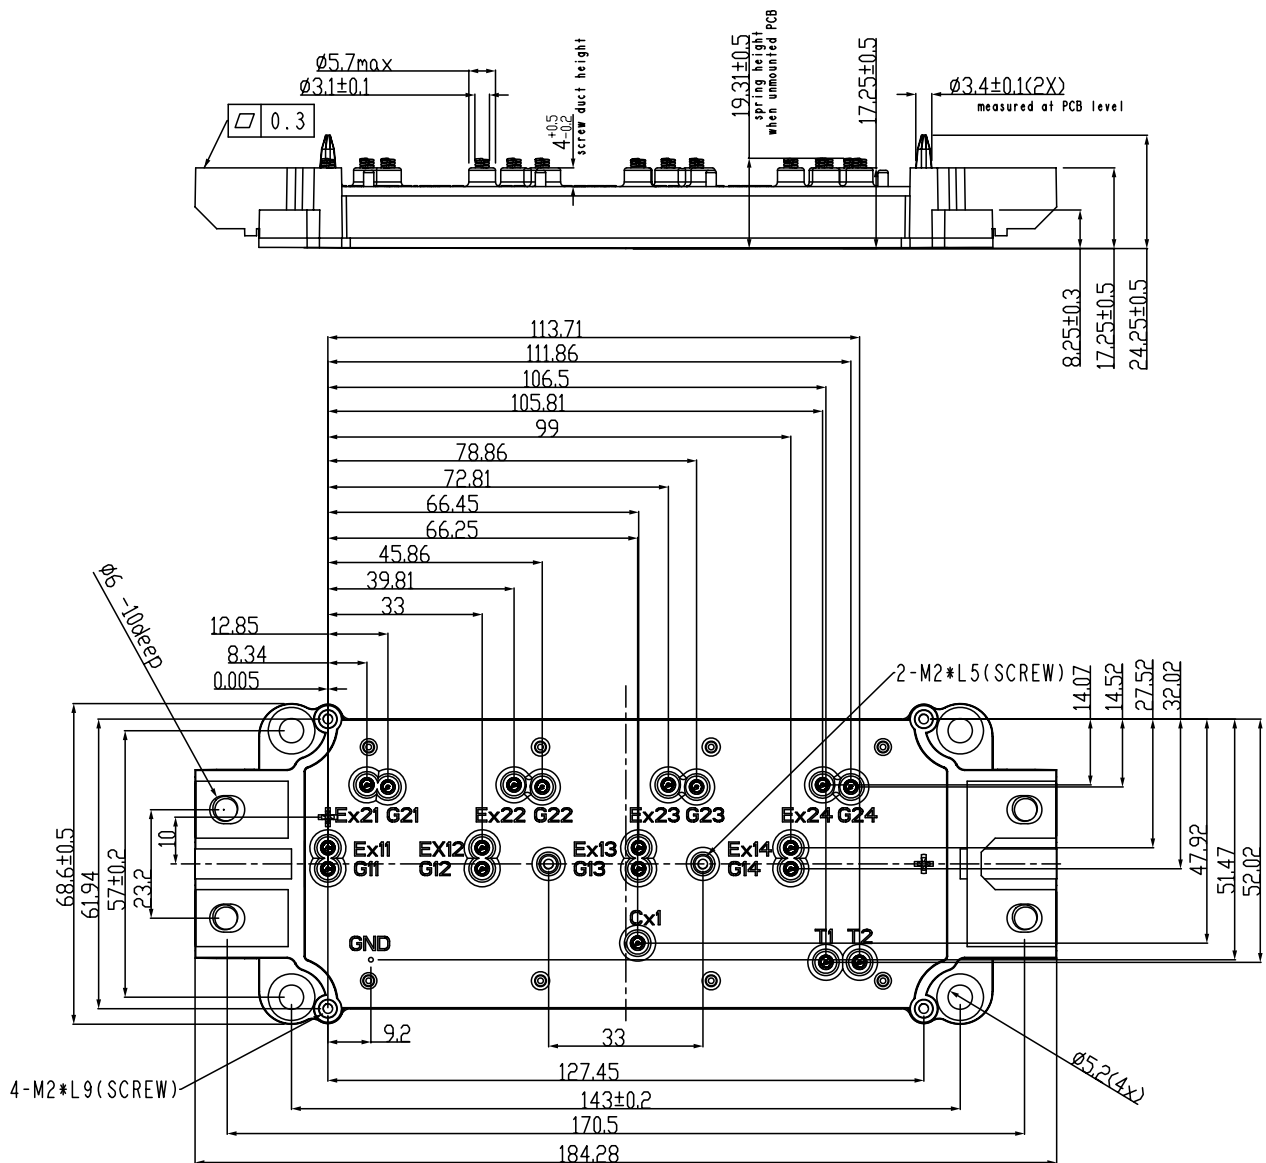 Ø5.7max
Ø3.1±0.1
0.3
4 +0.5 -0.2
screw duct height
19.31±0.5
spring height
when unmounted PCB
17.25±0.5
Ø3.4±0.1(2X)
measured at PCB level
8.25±0.3
17.25±0.5
24.25±0.5
113.71
111.86
106.5
105.81
99
78.86
72.81
66.45
66.25
45.86
39.81
33
12.85
8.34
0.005
Ø6 -10deep
2-M2*L5(SCREW)
14.07
14.52
27.52
32.02
Ex21 G21
Ex22 G22
Ex23 G23
Ex24 G24
Ex11
G11
EX12
G12
Ex13
G13
Ex14
G14
Cx1
GND
T1 T2
68.6±0.5
61.94
57±0.2
23.2
10
47.92
51.47
52.02
9.2
33
127.45
143±0.2
170.5
184.28
4-M2*L9(SCREW)
Ø5.2(4x)